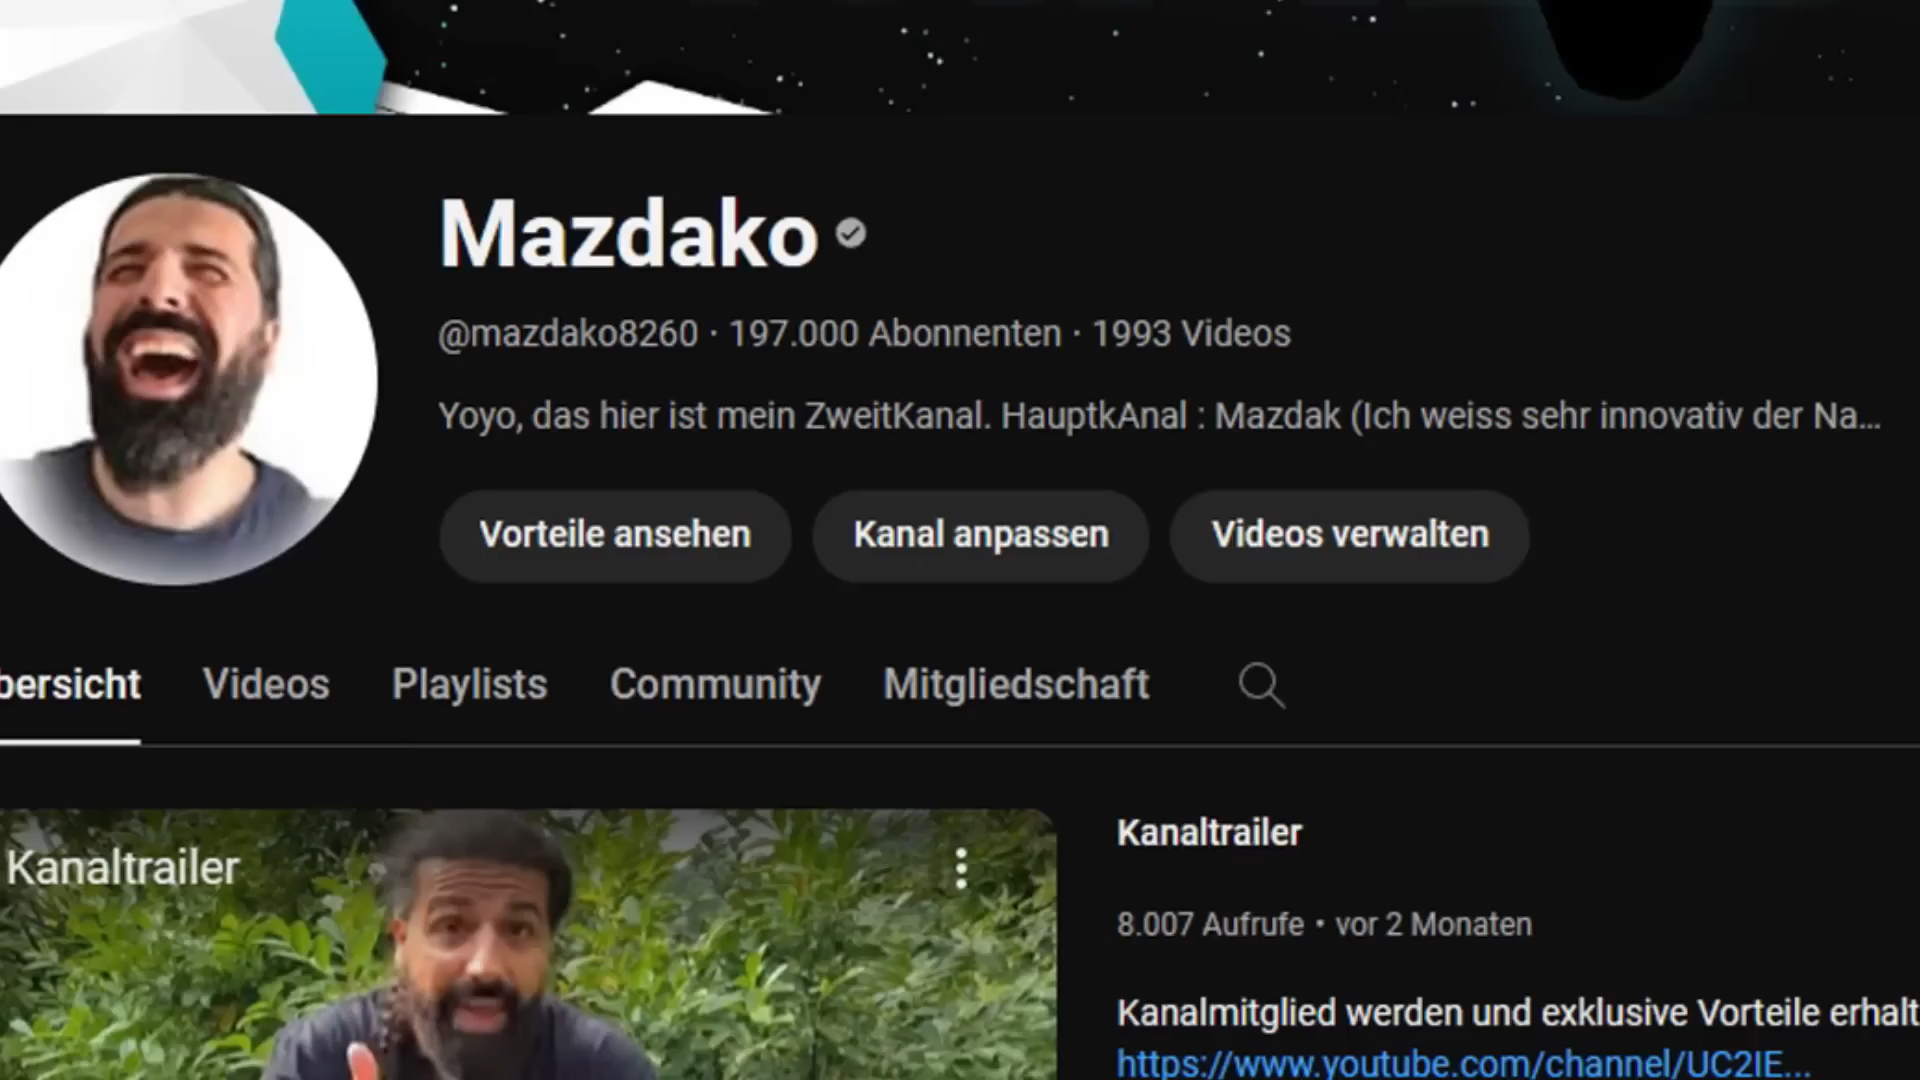 Mazdako
@mazdako8260 · 197.000 Abonnenten · 1993 Videos
Yoyo, das hier ist mein ZweitKanal. HauptkAnal : Mazdak (Ich weiss sehr innovativ der Na...
Vorteile ansehen Kanal anpassen Videos verwalten
bersicht Videos Playlists Community Mitgliedschaft
Kanaltrailer
Kanaltrailer
8.007 Aufrufe • vor 2 Monaten
Kanalmitglied werden und exklusive Vorteile erhalt
https://www.youtube.com/channel/UC2IE...